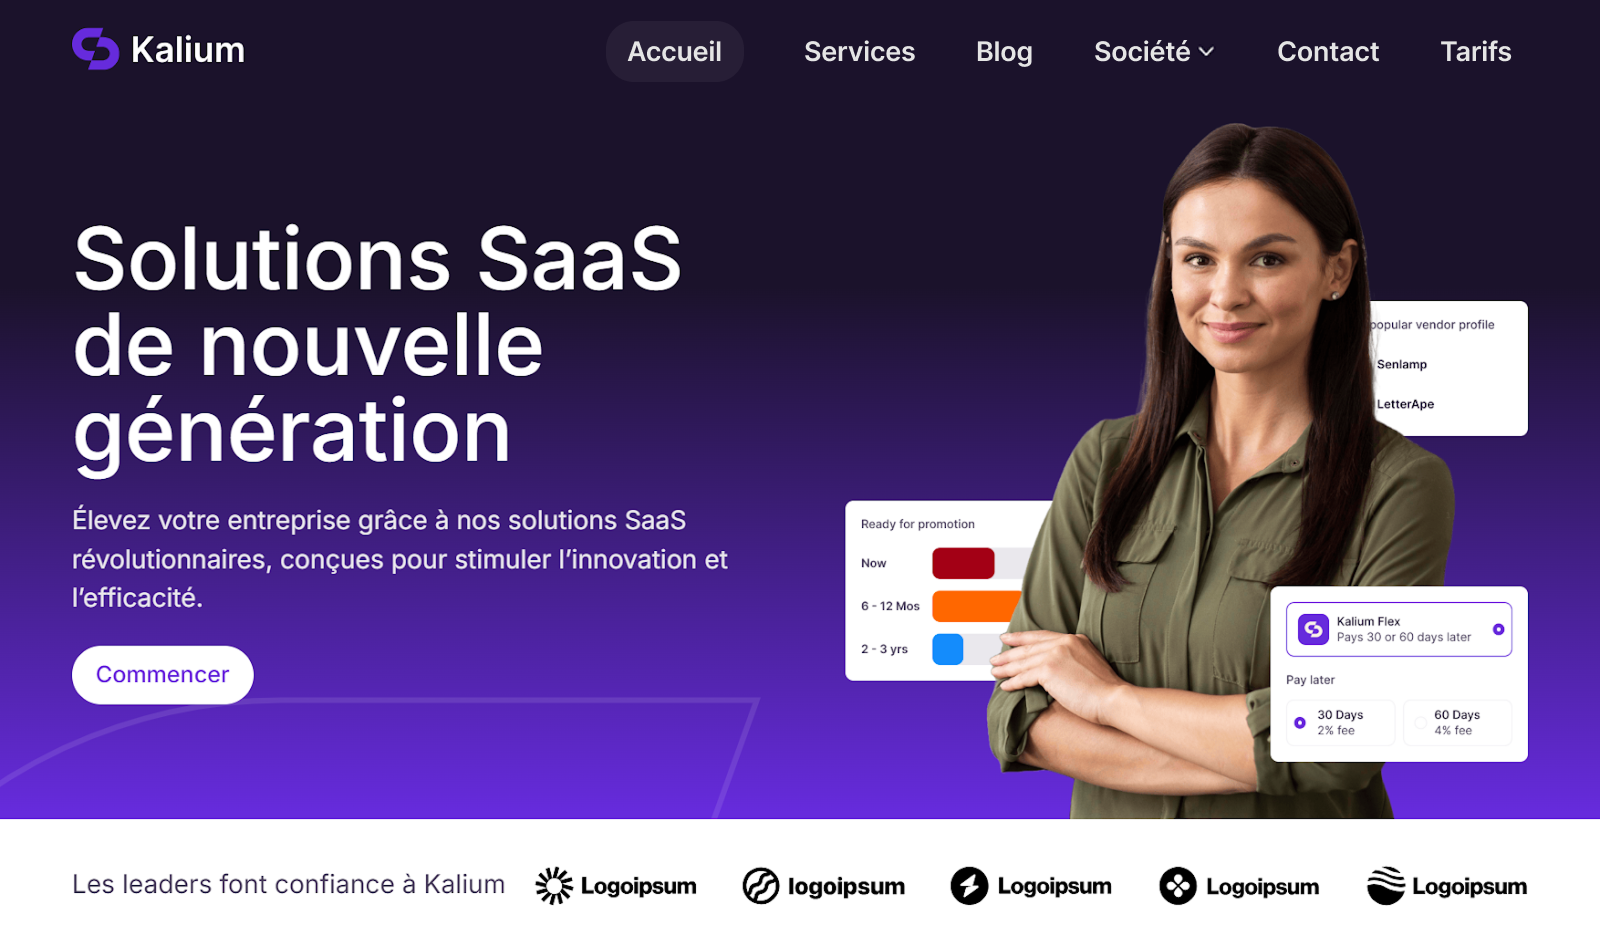 Kalium
Accueil
Services
Blog
Société
Contact
Tarifs
Solutions SaaS
de nouvelle
génération
Élevez votre entreprise grâce à nos solutions SaaS
révolutionnaires, conçues pour stimuler l’innovation et
l’efficacité.
Commencer
popular vendor profile
Senlamp
LetterApe
Ready for promotion
Now
6 - 12 Mos
2 - 3 yrs
Kalium Flex
Pays 30 or 60 days later
Pay later
30 Days
2% fee
60 Days
4% fee
Les leaders font confiance à Kalium
Logoipsum
logoipsum
Logoipsum
Logoipsum
Logoipsum